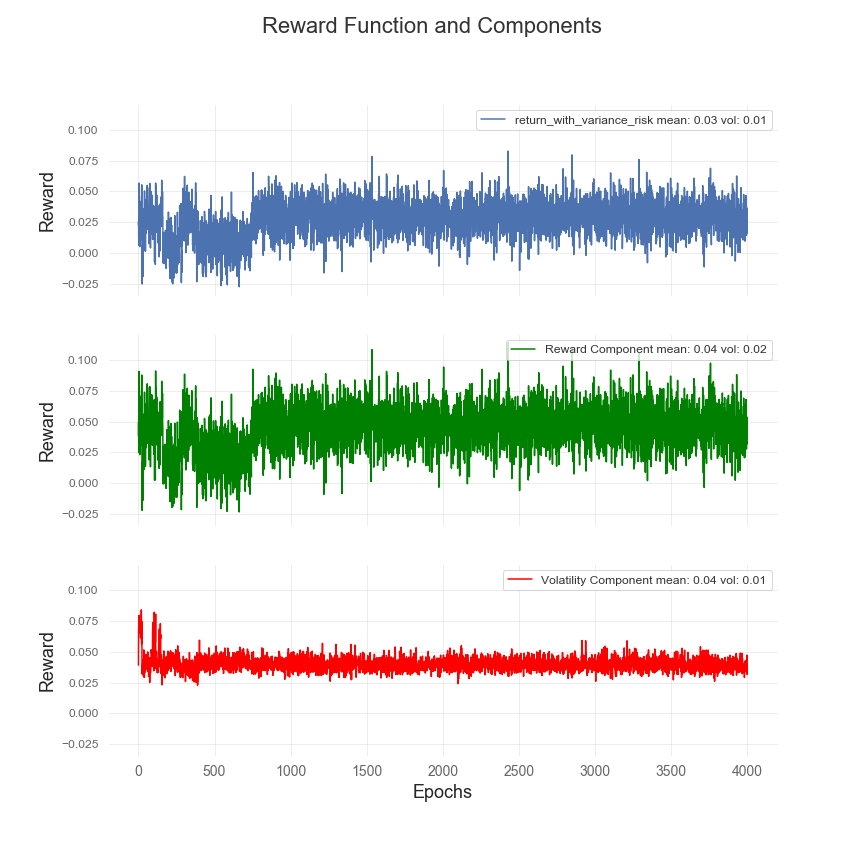 Reward Function and Components
return_with_variance_risk mean: 0.03 vol: 0.01
0.100
0.075
0.050
0.025
0.000
−0.025
Reward
Reward Component mean: 0.04 vol: 0.02
0.100
0.075
0.050
0.025
0.000
−0.025
Reward
Volatility Component mean: 0.04 vol: 0.01
0.100
0.075
0.050
0.025
0.000
−0.025
Reward
0 500 1000 1500 2000 2500 3000 3500 4000
Epochs